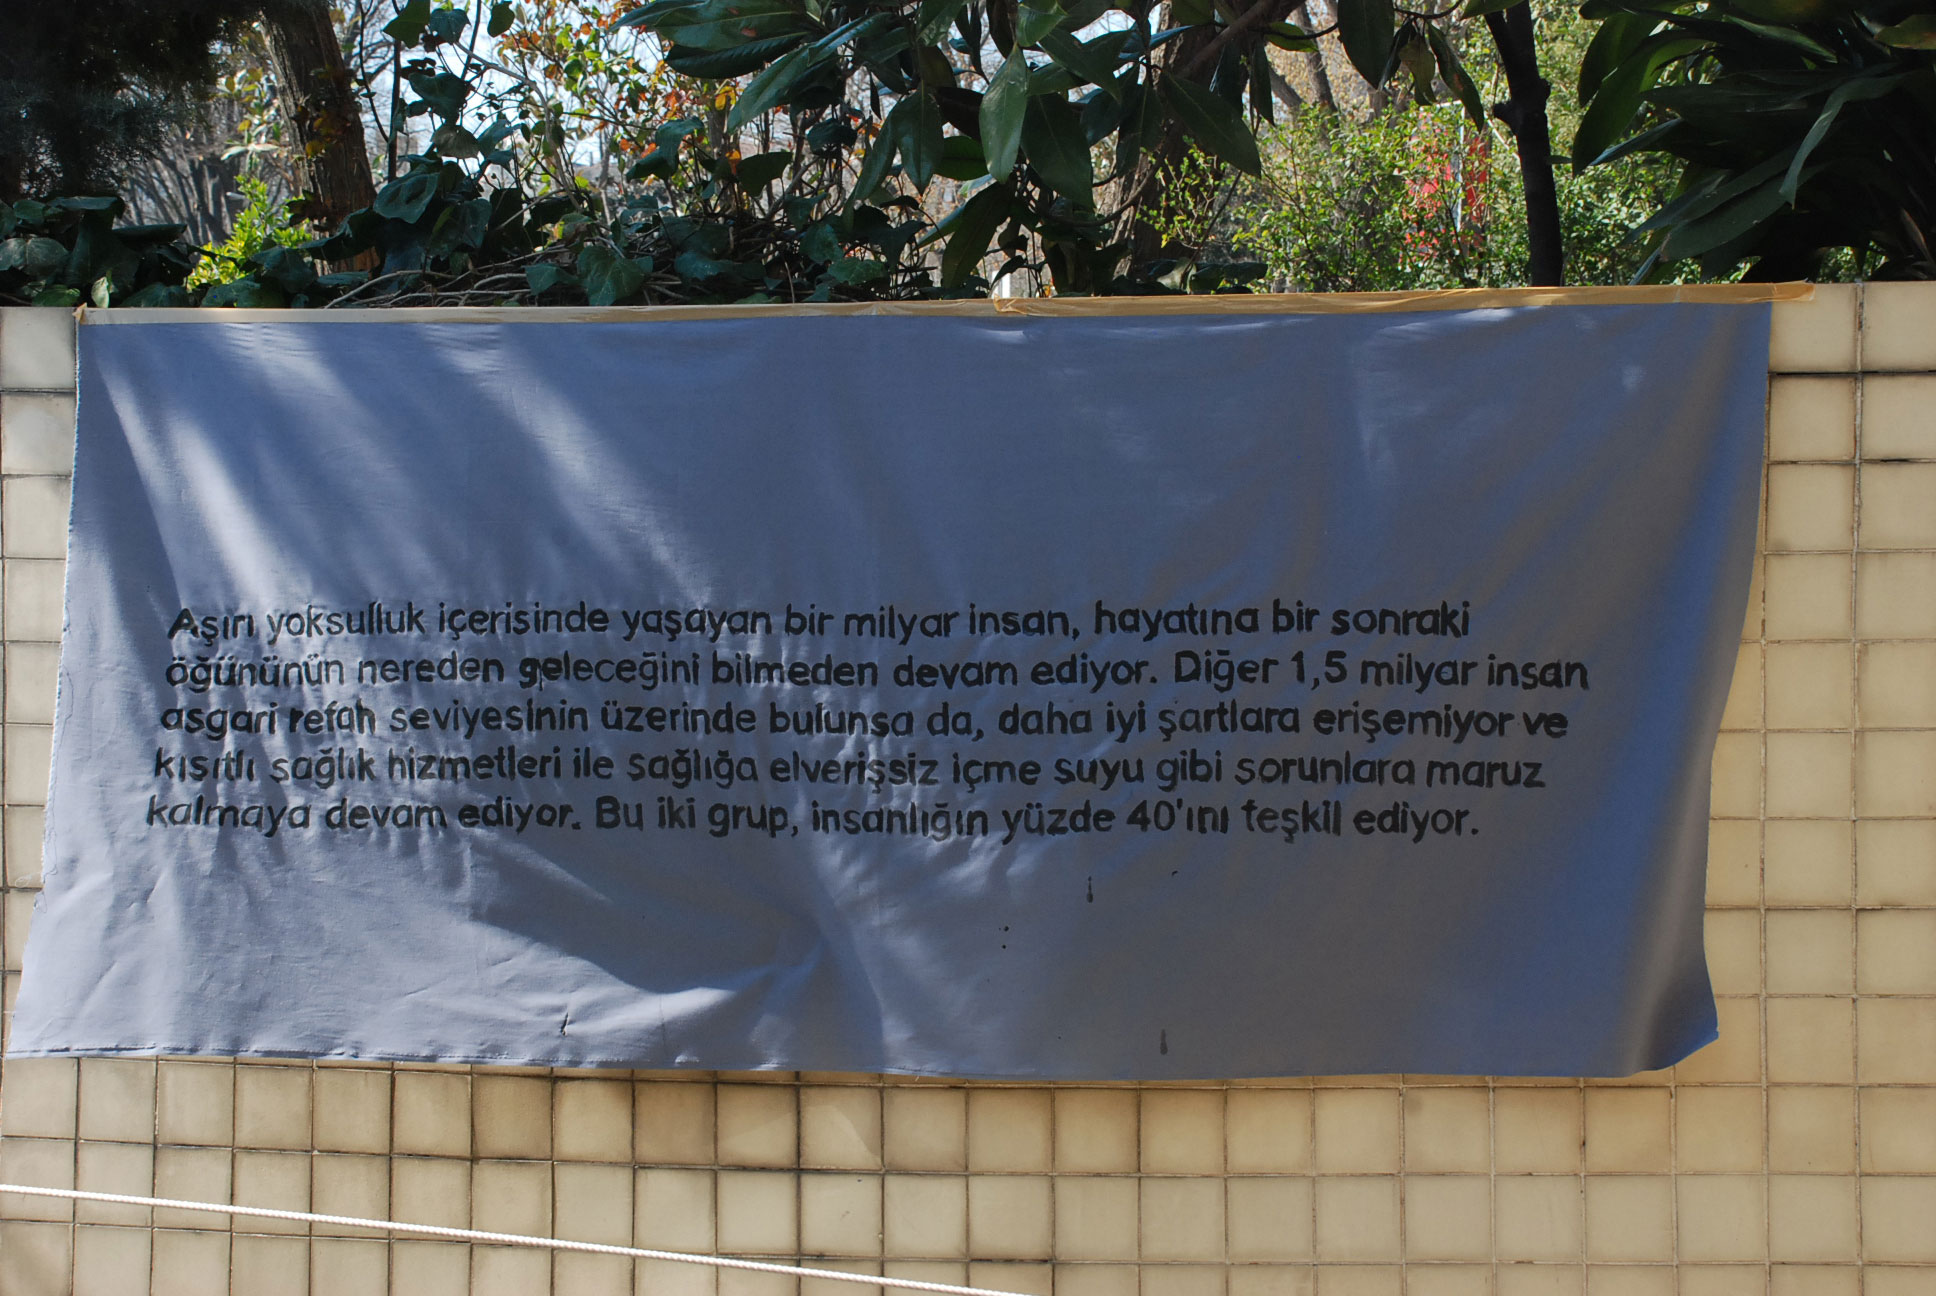 Aşırı yoksulluk içerisinde yaşayan bir milyar insan, hayatına bir sonraki
öğününün nereden geleceğini bilmeden devam ediyor. Diğer 1,5 milyar insan
asgari refah seviyesinin üzerinde bulunsa da, daha iyi şartlara erişemiyor ve
kısıtlı sağlık hizmetleri ile sağlığa elverişsiz içme suyu gibi sorunlara maruz
kalmaya devam ediyor. Bu iki grup, insanlığın yüzde 40'ını teşkil ediyor.